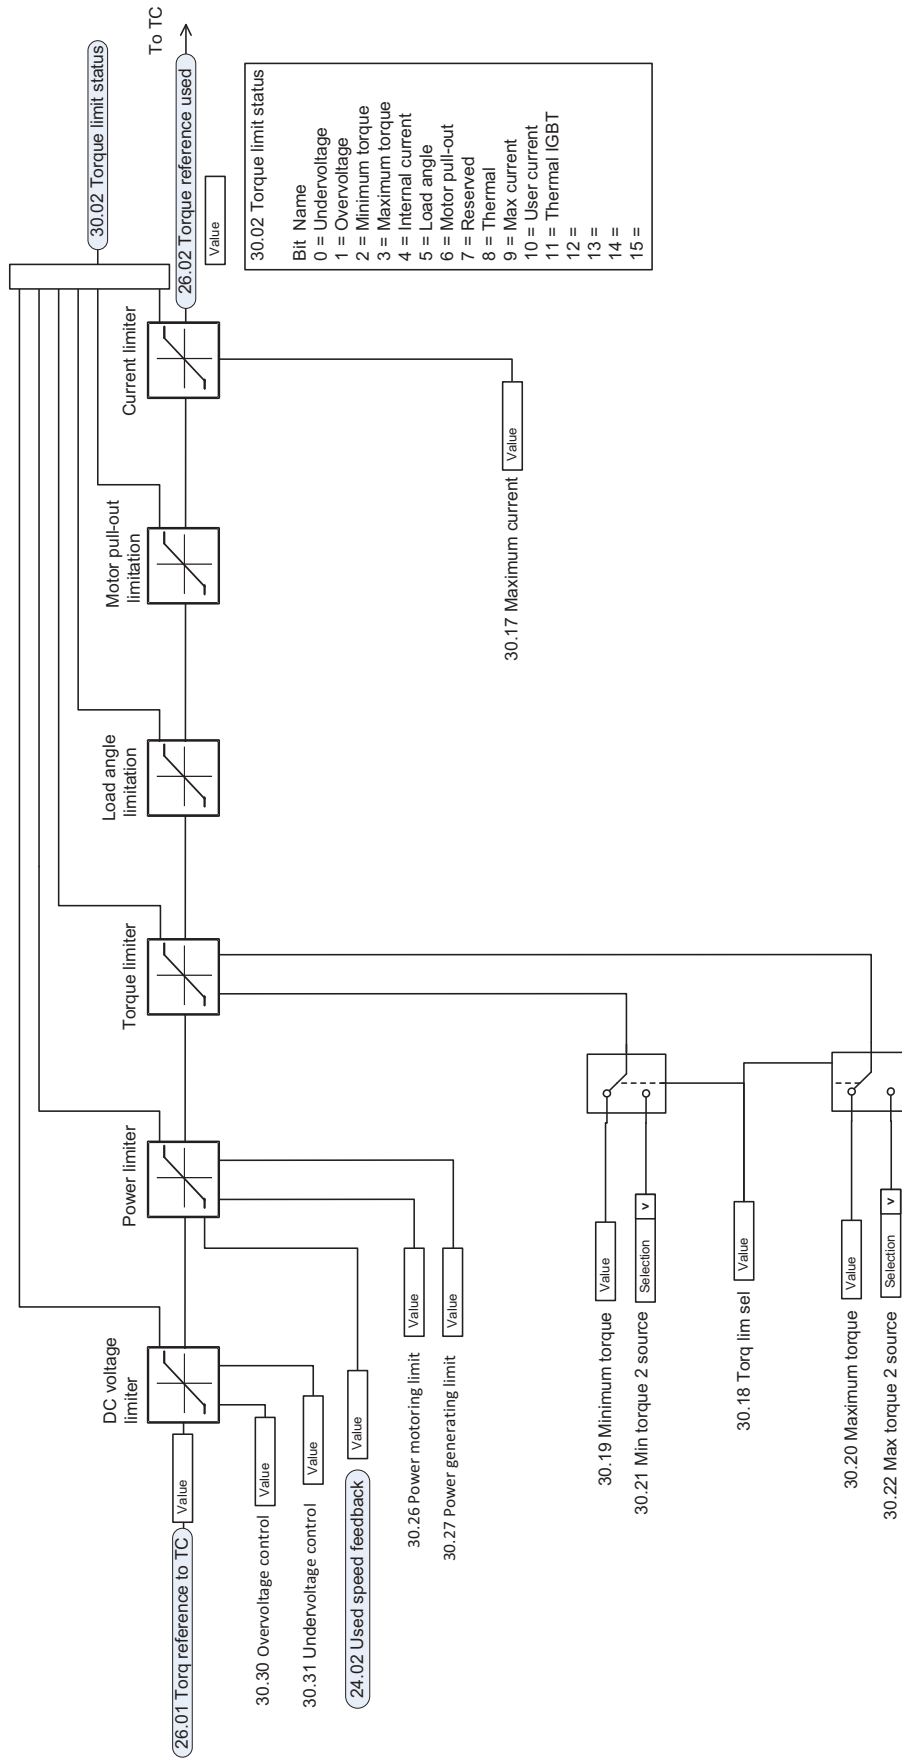 30.02 Torque limit status
To TC
26.02 Torque reference used
Value
Current limiter
Motor pull-out
limitation
Load angle
limitation
Torque limiter
Power limiter
DC voltage
limiter
26.01 Torq reference to TC
Value
30.30 Overvoltage control
Value
30.31 Undervoltage control
Value
24.02 Used speed feedback
Value
30.26 Power motoring limit
Value
30.27 Power generating limit
Value
30.17 Maximum current
Value
30.19 Minimum torque
Value
30.21 Min torque 2 source
Selection
v
30.18 Torq lim sel
Value
30.20 Maximum torque
Value
30.22 Max torque 2 source
Selection
v
30.02 Torque limit status
Bit Name
0 = Undervoltage
1 = Overvoltage
2 = Minimum torque
3 = Maximum torque
4 = Internal current
5 = Load angle
6 = Motor pull-out
7 = Reserved
8 = Thermal
9 = Max current
10 = User current
11 = Thermal IGBT
12 =
13 =
14 =
15 =